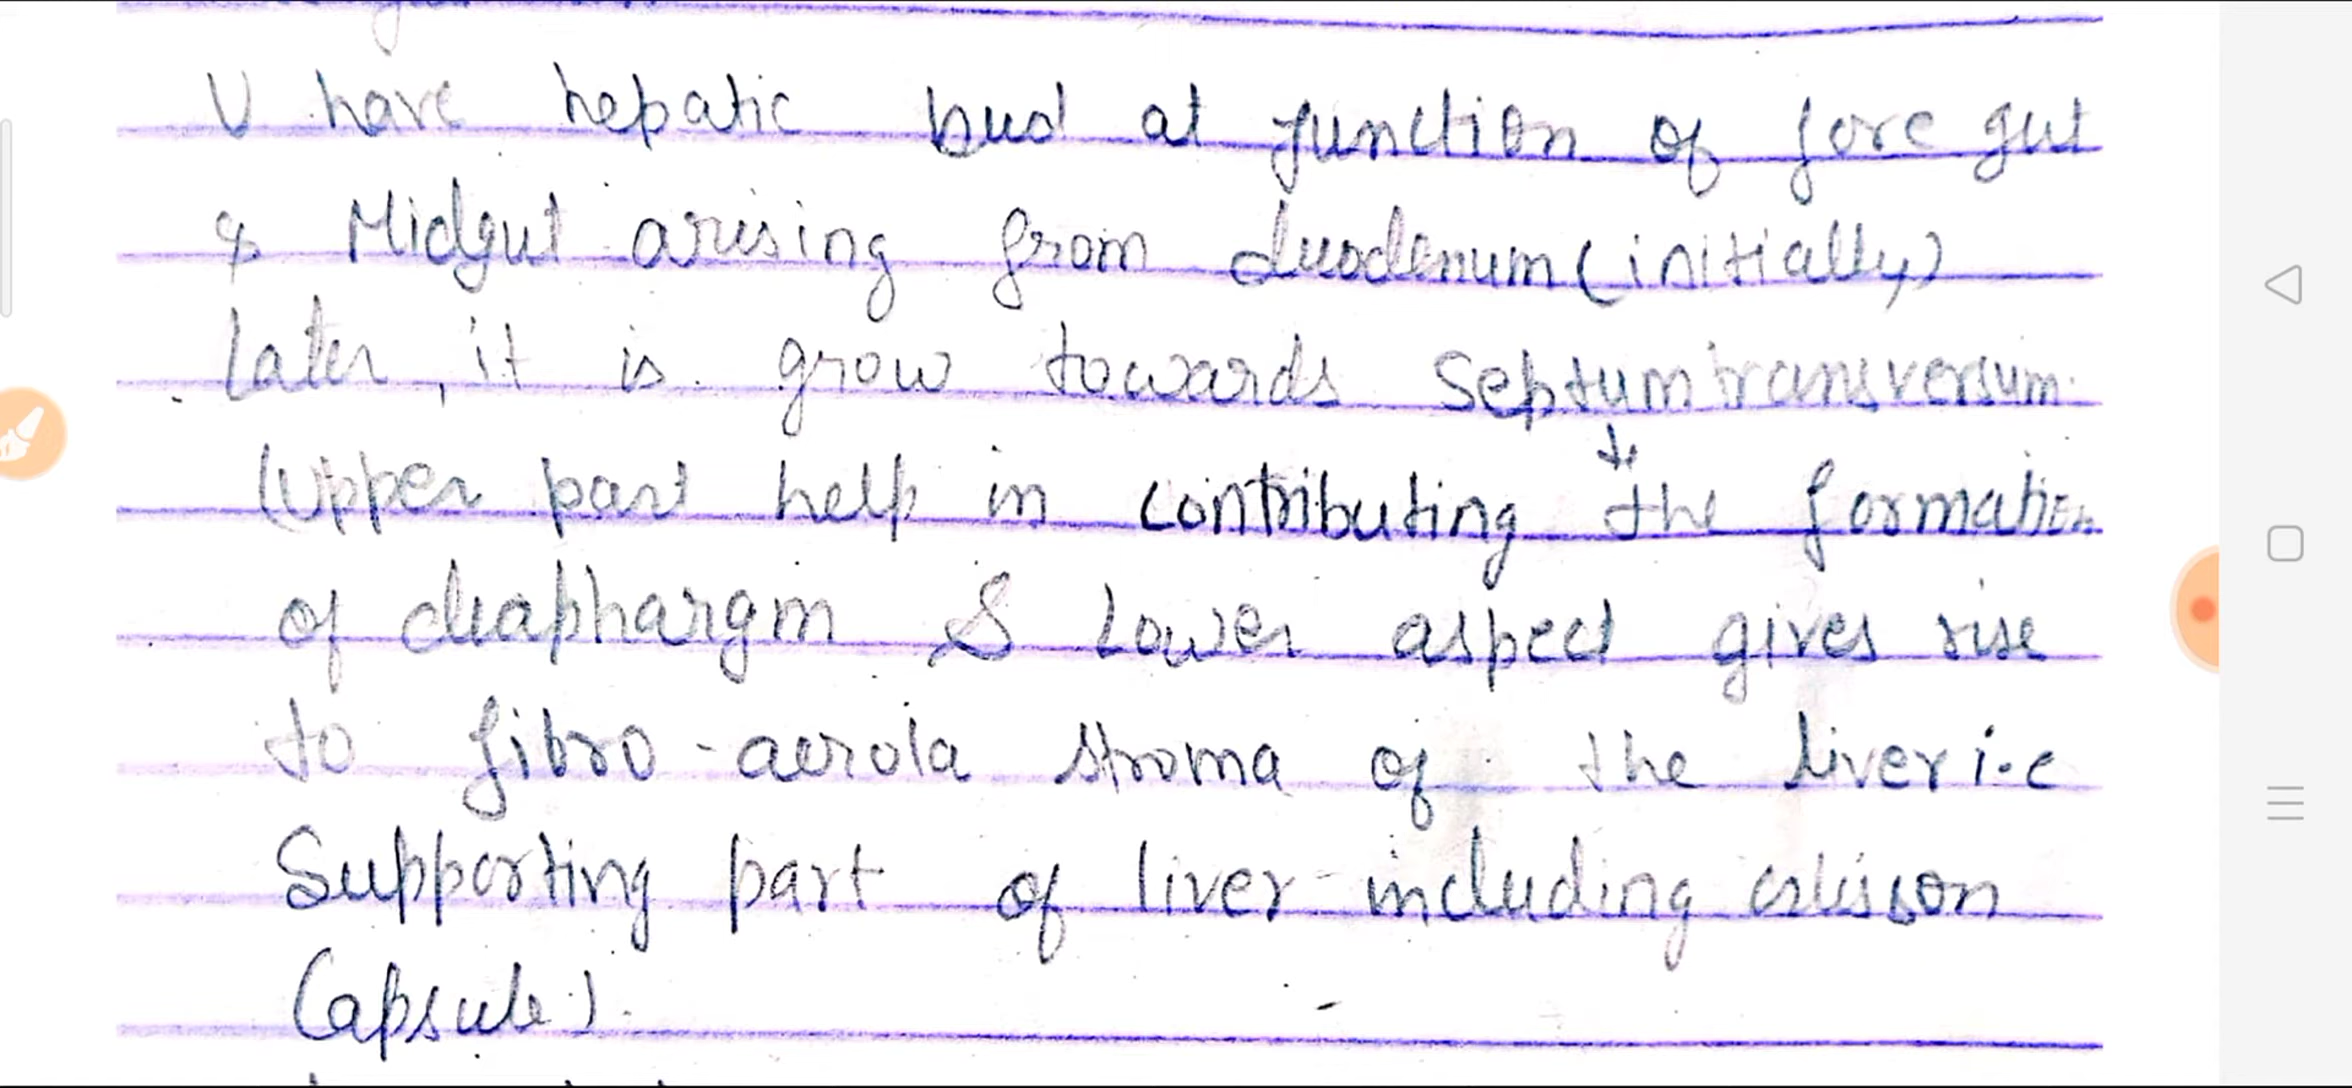 U have hepatic bud at junction of fore gut
& Midgut arising from duodenum (initially)
Later, it is grow towards Septum transversum.
↓
(Upper part help in contributing the formation
of diaphargm & Lower aspect gives rise
to fibro-aerola stroma of the liver i.e
Supporting part of liver including
Capsule).